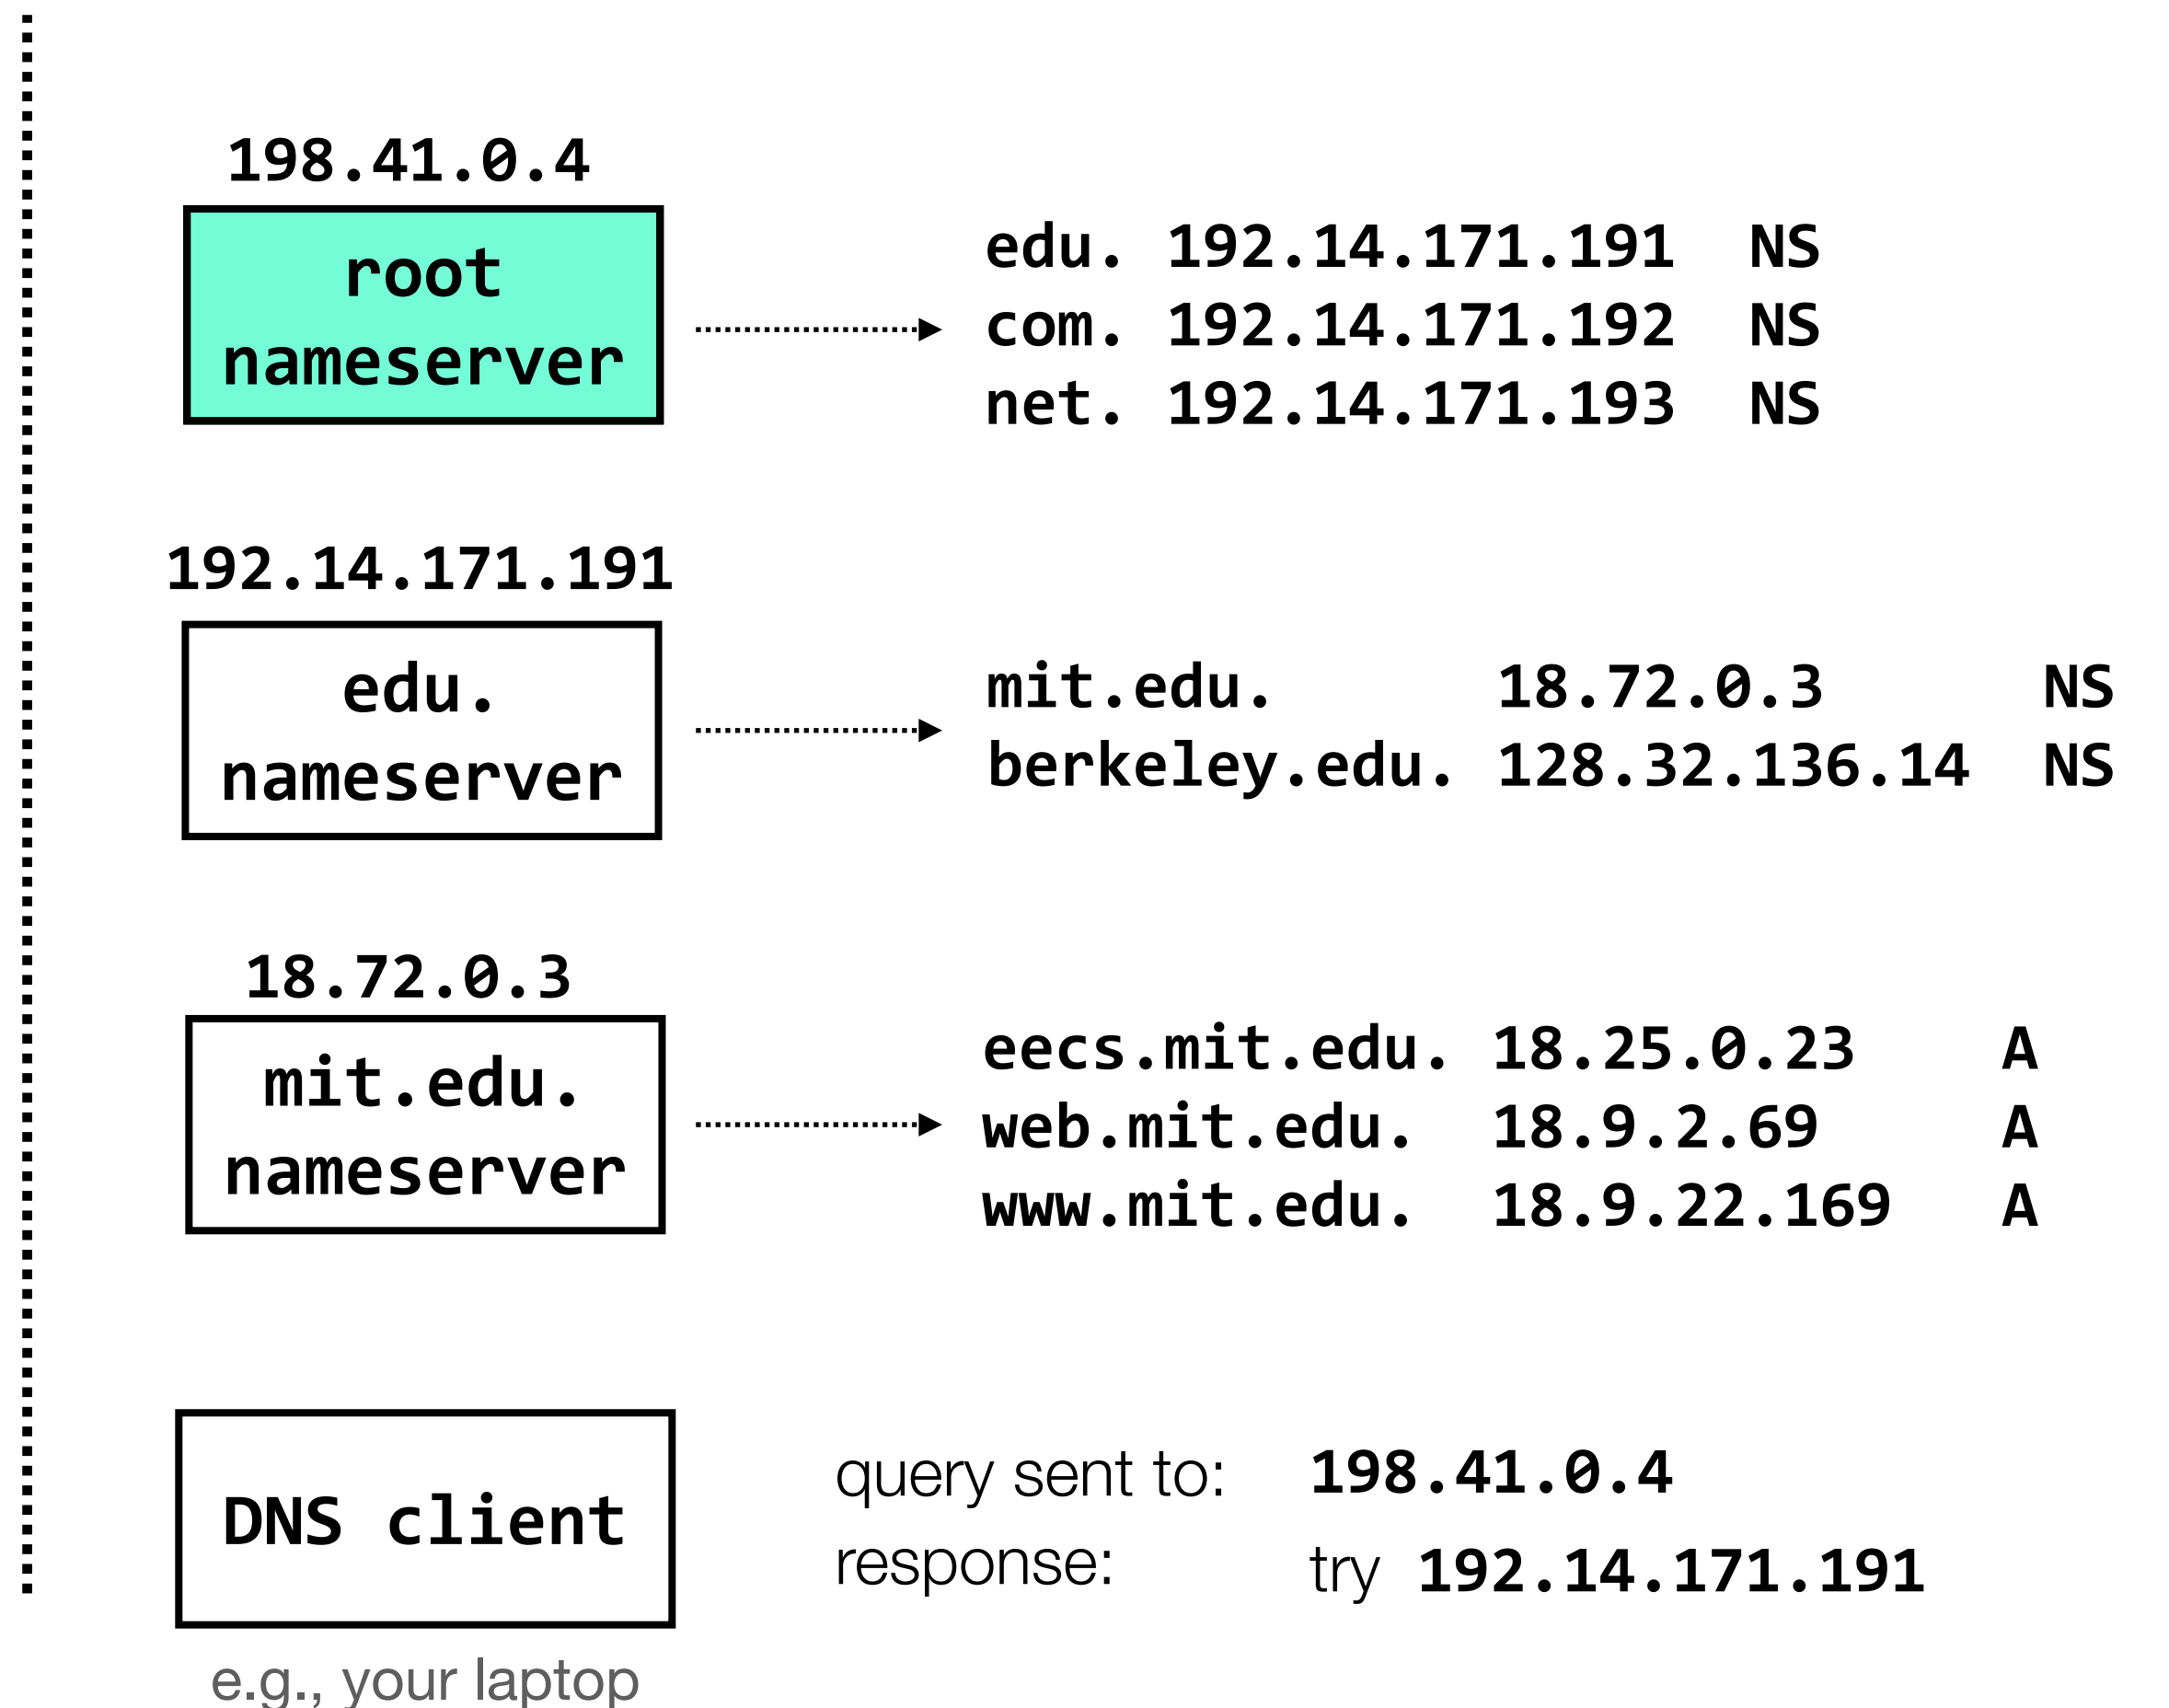 198.41.0.4
root
nameserver
edu. 192.14.171.191 NS
com. 192.14.171.192 NS
net. 192.14.171.193 NS
192.14.171.191
edu.
nameserver
mit.edu. 18.72.0.3 NS
berkeley.edu. 128.32.136.14 NS
18.72.0.3
mit.edu.
nameserver
eecs.mit.edu. 18.25.0.23 A
web.mit.edu. 18.9.2.69 A
www.mit.edu. 18.9.22.169 A
DNS client
query sent to: 198.41.0.4
response: try 192.14.171.191
e.g., your laptop